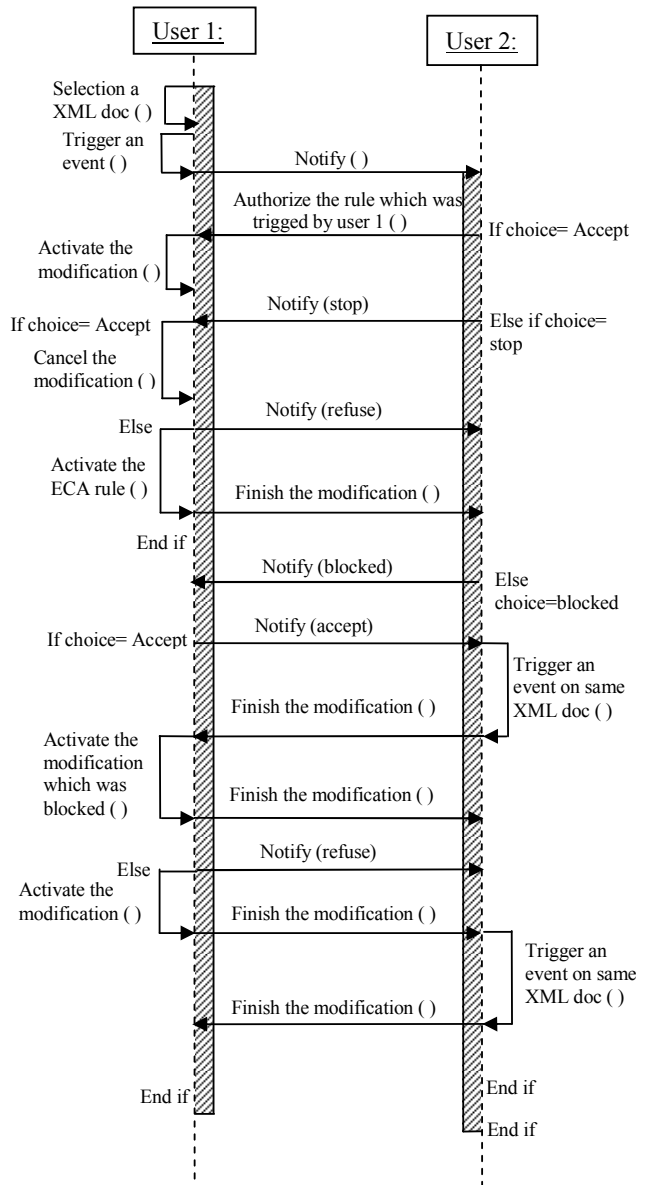 User 1:
User 2:
Selection a
XML doc ( )
Trigger an
event ( )
Notify ( )
Authorize the rule which was
trigged by user 1 ( )
If choice= Accept
Activate the
modification ( )
Notify (stop)
If choice= Accept
Else if choice=
stop
Cancel the
modification ( )
Notify (refuse)
Else
Activate the
ECA rule ( )
Finish the modification ( )
End if
Notify (blocked)
Else
choice=blocked
If choice= Accept
Notify (accept)
Trigger an
event on same
XML doc ( )
Finish the modification ( )
Activate the
modification
which was
blocked ( )
Finish the modification ( )
Notify (refuse)
Else
Activate the
modification ( )
Finish the modification ( )
Trigger an
event on same
XML doc ( )
Finish the modification ( )
End if
End if
End if